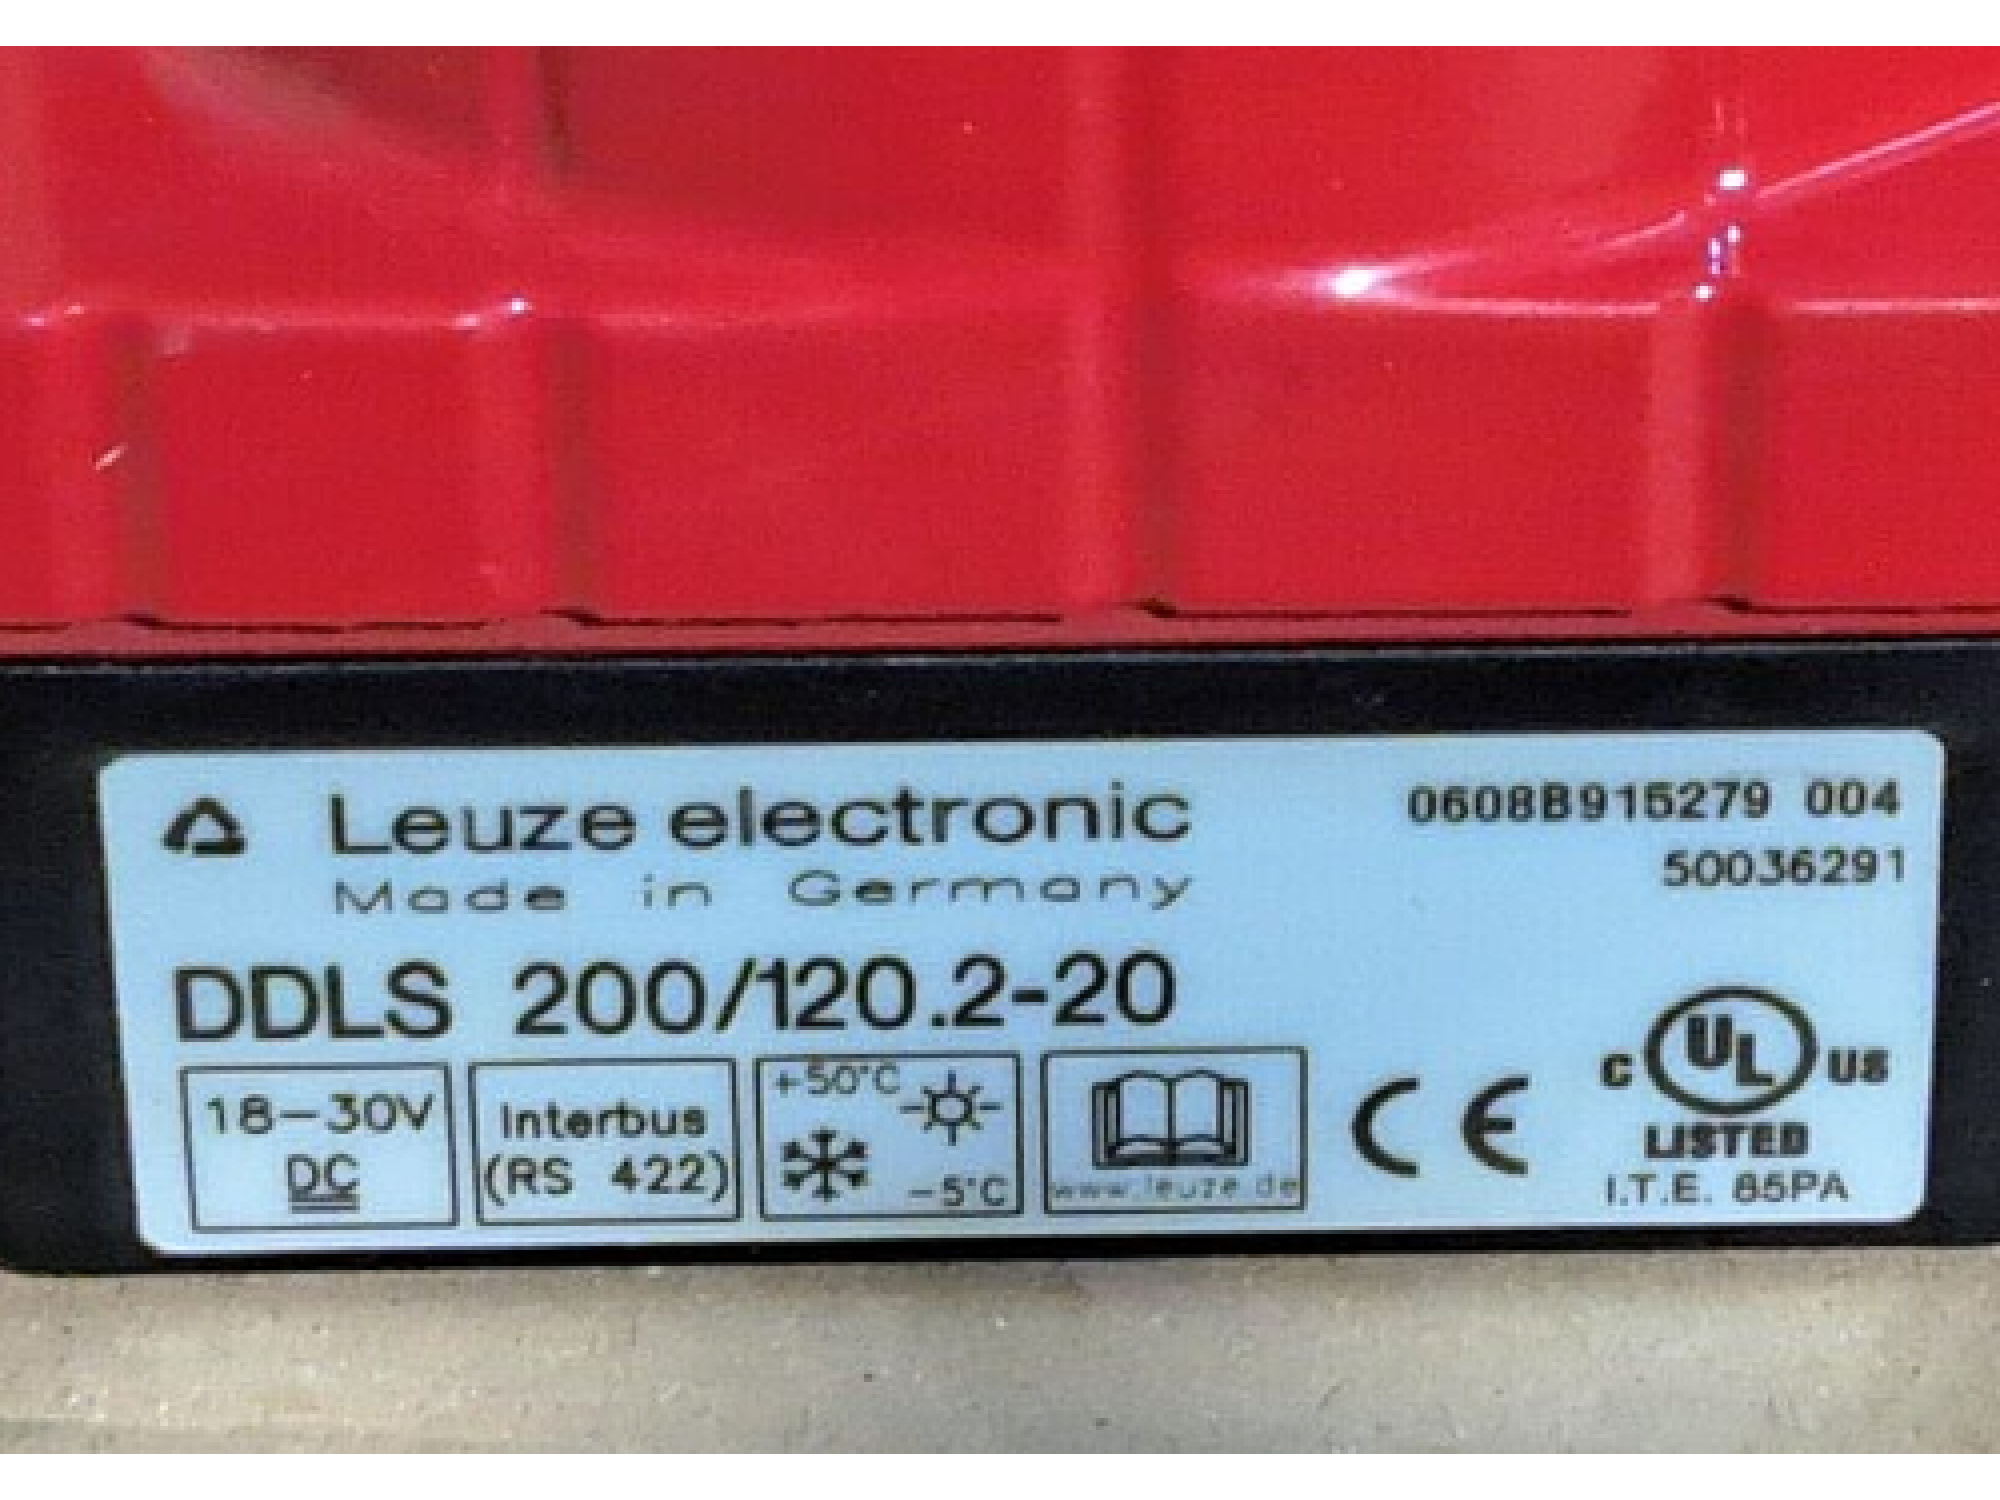 Leuze electronic
Made in Germany
0608B915279 004
50036291
DDLS 200/120.2-20
18-30V
DC
Interbus
(RS 422)
+50°C
-5°C
www.leuze.de
CE
C UL US
LISTED
I.T.E. 85PA